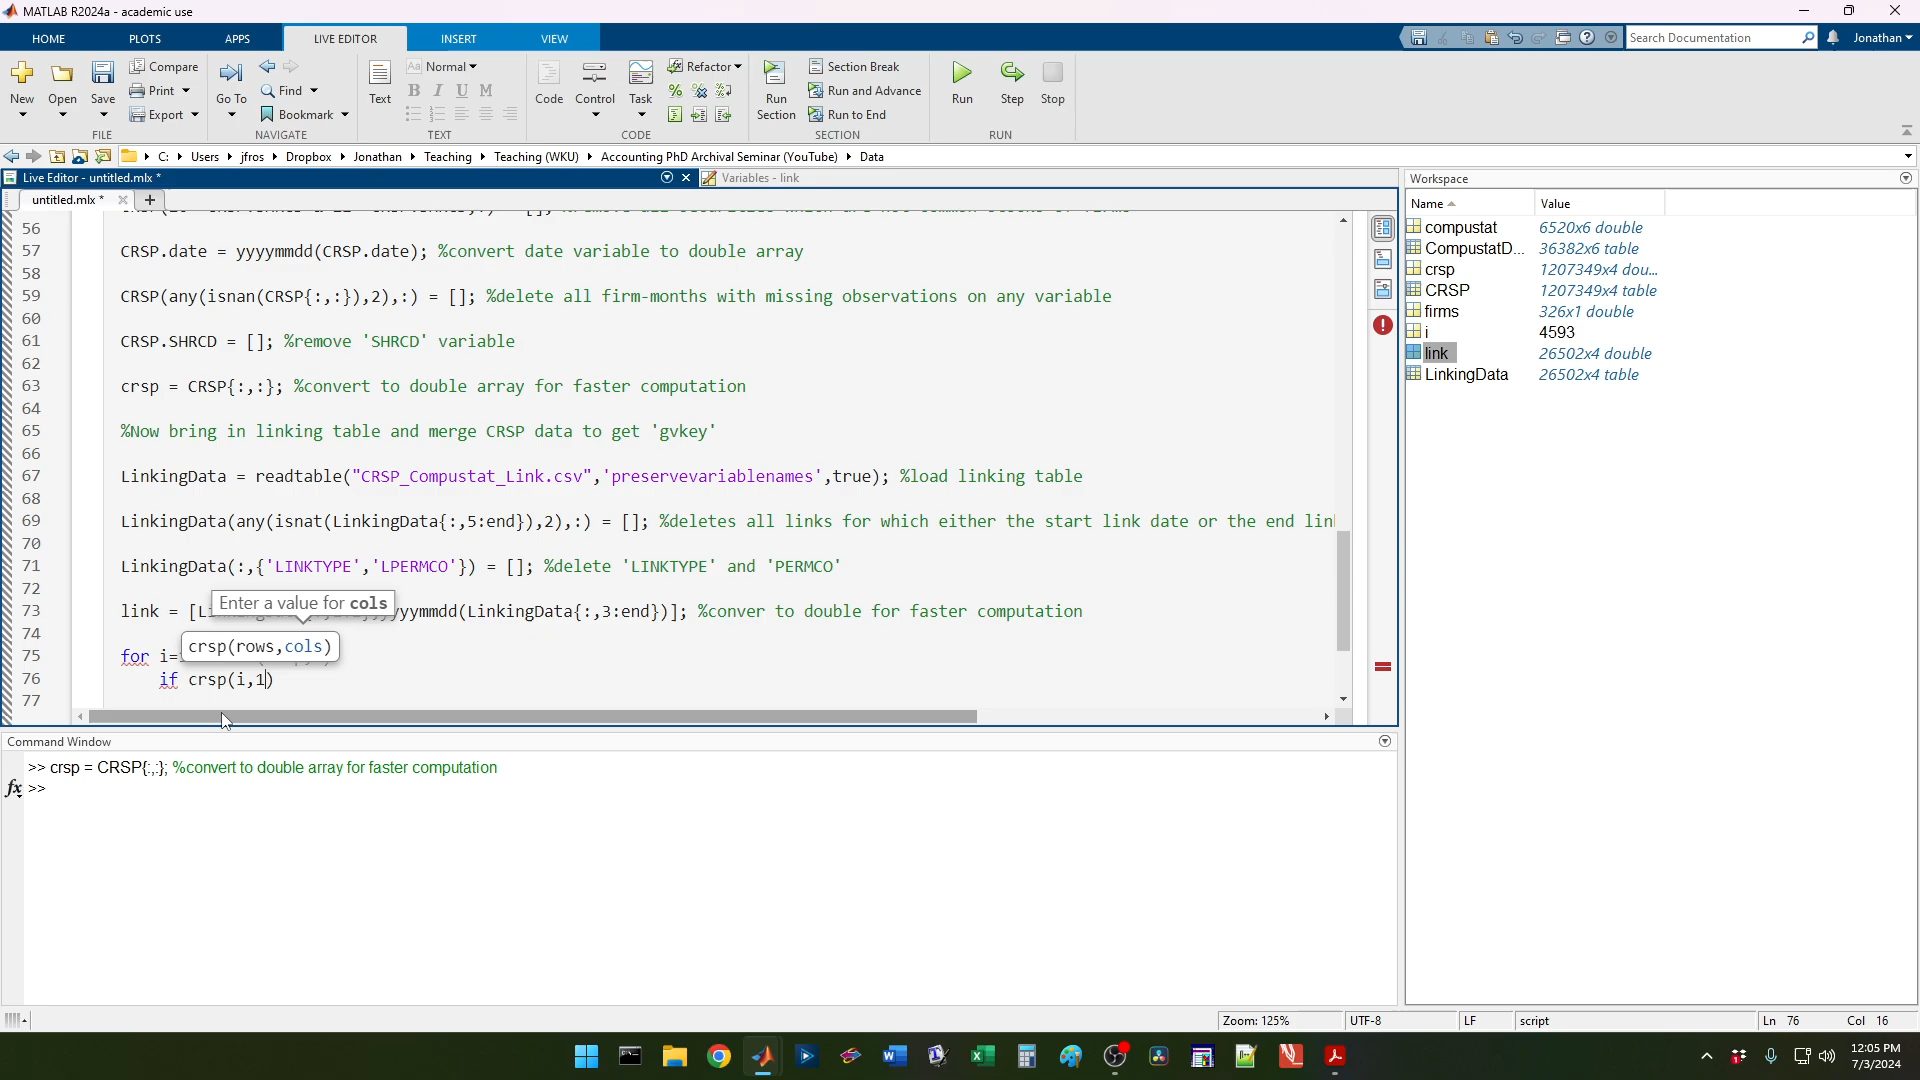 MATLAB R2024a - academic use
HOME PLOTS APPS LIVE EDITOR INSERT VIEW Search Documentation Jonathan
New Open Save Compare Print Export Go To Find Bookmark Text Aa Normal B I U M Code Control Task Refactor Run Section Section Break Run and Advance Run to End Run Step Stop
FILE NAVIGATE TEXT CODE SECTION RUN
C: Users jfros Dropbox Jonathan Teaching Teaching (WKU) Accounting PhD Archival Seminar (YouTube) Data
Live Editor - untitled.mlx * Variables - link
untitled.mlx * +
56
57 CRSP.date = yyyymmdd(CRSP.date); %convert date variable to double array
58
59 CRSP(any(isnan(CRSP{:,:}),2),:) = []; %delete all firm-months with missing observations on any variable
60
61 CRSP.SHRCD = []; %remove 'SHRCD' variable
62
63 crsp = CRSP{:,:}; %convert to double array for faster computation
64
65 %Now bring in linking table and merge CRSP data to get 'gvkey'
66
67 LinkingData = readtable("CRSP_Compustat_Link.csv",'preservevariablenames',true); %load linking table
68
69 LinkingData(any(isnat(LinkingData{:,5:end}),2),:) = []; %deletes all links for which either the start link date or the end lin
70
71 LinkingData(:,{'LINKTYPE','LPERMCO'}) = []; %delete 'LINKTYPE' and 'PERMCO'
72
Enter a value for cols
73 link = [L yyymmdd(LinkingData{:,3:end})]; %conver to double for faster computation
74
crsp(rows,cols)
75 for i=
76 if crsp(i,1)
77
Workspace
Name Value
compustat 6520x6 double
CompustatD... 36382x6 table
crsp 1207349x4 dou...
CRSP 1207349x4 table
firms 326x1 double
i 4593
link 26502x4 double
LinkingData 26502x4 table
Command Window
>> crsp = CRSP{:,:}; %convert to double array for faster computation
fx >>
Zoom: 125% UTF-8 LF script Ln 76 Col 16
12:05 PM
7/3/2024